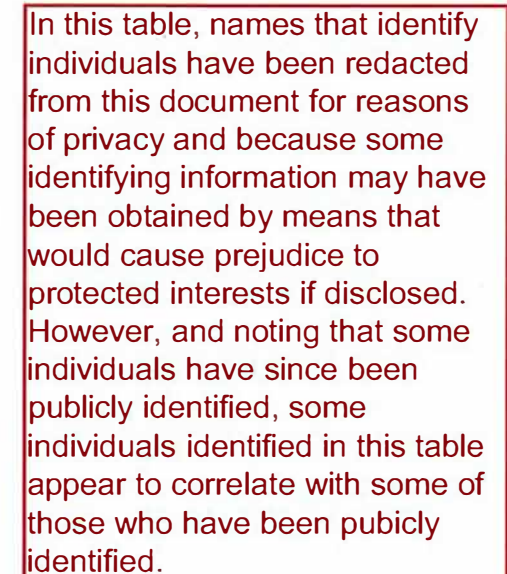 In this table, names that identify
individuals have been redacted
from this document for reasons
of privacy and because some
identifying information may have
been obtained by means that
would cause prejudice to
protected interests if disclosed.
However, and noting that some
individuals have since been
publicly identified, some
individuals identified in this table
appear to correlate with some of
those who have been pubicly
identified.